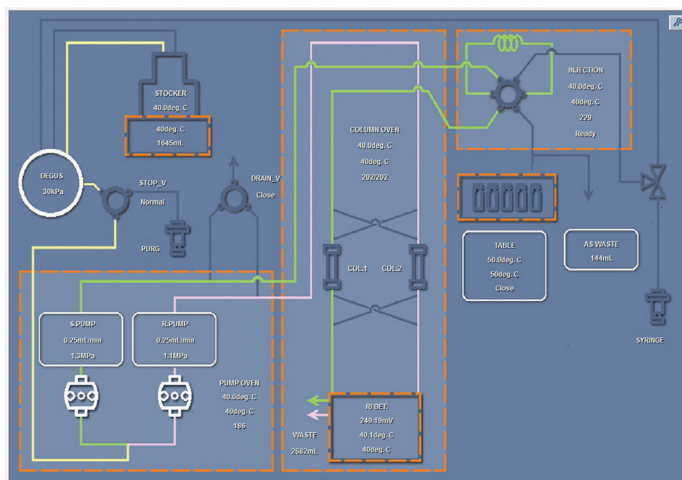 STOCKER
40.0deg. C
40deg. C
1645mL
DEGUS
30kPa
STOP_V
Normal
PURG
DRAIN_V
Close
COLUMN OVEN
40.0deg. C
40deg. C
202/202
COL.1
COL.2
INJECTION
40.0deg. C
40deg. C
229
Ready
TABLE
50.0deg. C
50deg. C
Close
AS WASTE
144mL
SYRINGE
S.PUMP
0.25mL/min
1.3MPa
R.PUMP
0.25mL/min
1.1MPa
PUMP OVEN
40.0deg. C
40deg. C
186
WASTE
2682mL
RI DET.
249.19mV
40.1deg. C
40deg. C